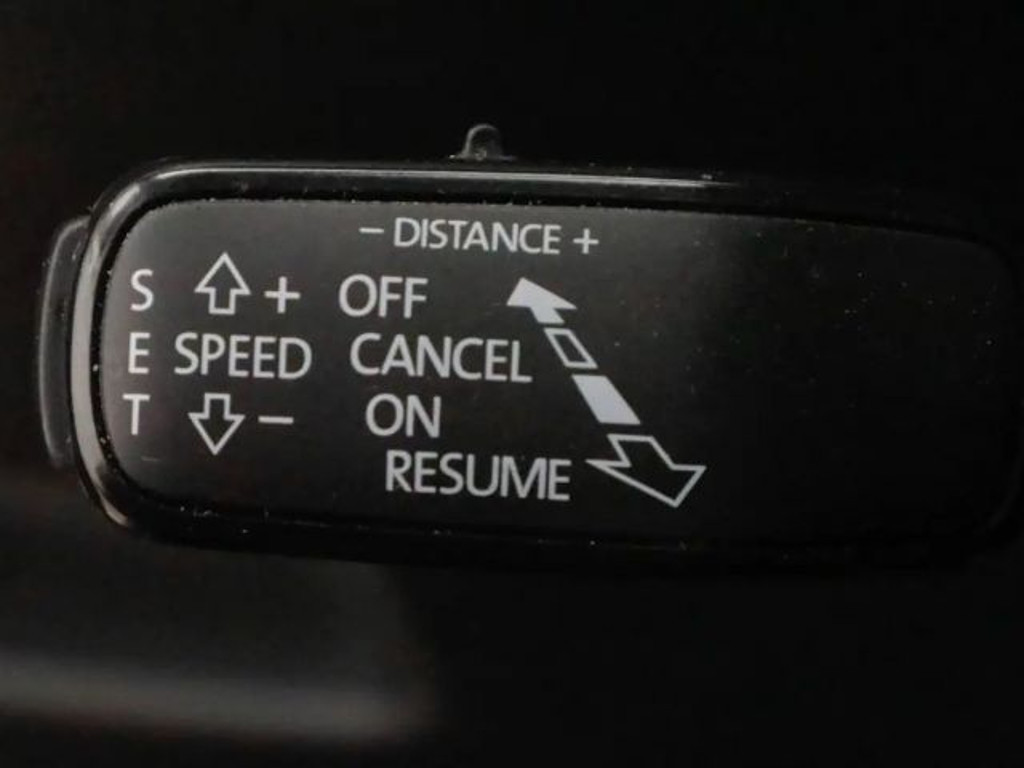 − DISTANCE +
S + OFF
E SPEED CANCEL
T − ON
RESUME